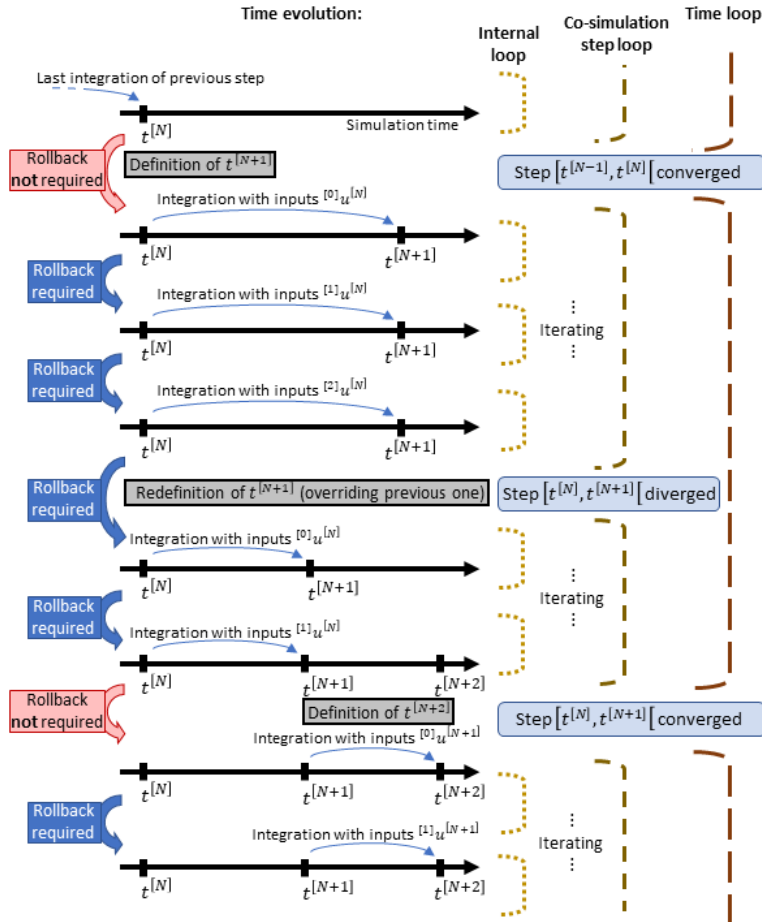 Time evolution:
Internal loop
Co-simulation step loop
Time loop
Last integration of previous step
t^[N]
Simulation time
Rollback not required
Definition of t^[N+1]
Step [t^[N−1], t^[N][ converged
Integration with inputs ^[0]u^[N]
t^[N]
t^[N+1]
Rollback required
Integration with inputs ^[1]u^[N]
t^[N]
t^[N+1]
...
Iterating
...
Rollback required
Integration with inputs ^[2]u^[N]
t^[N]
t^[N+1]
Rollback required
Redefinition of t^[N+1] (overriding previous one)
Step [t^[N], t^[N+1][ diverged
Integration with inputs ^[0]u^[N]
t^[N]
t^[N+1]
...
Iterating
...
Rollback required
Integration with inputs ^[1]u^[N]
t^[N]
t^[N+1]
t^[N+2]
Rollback not required
Definition of t^[N+2]
Step [t^[N], t^[N+1][ converged
Integration with inputs ^[0]u^[N+1]
t^[N]
t^[N+1]
t^[N+2]
Rollback required
Integration with inputs ^[1]u^[N+1]
...
Iterating
...
t^[N]
t^[N+1]
t^[N+2]